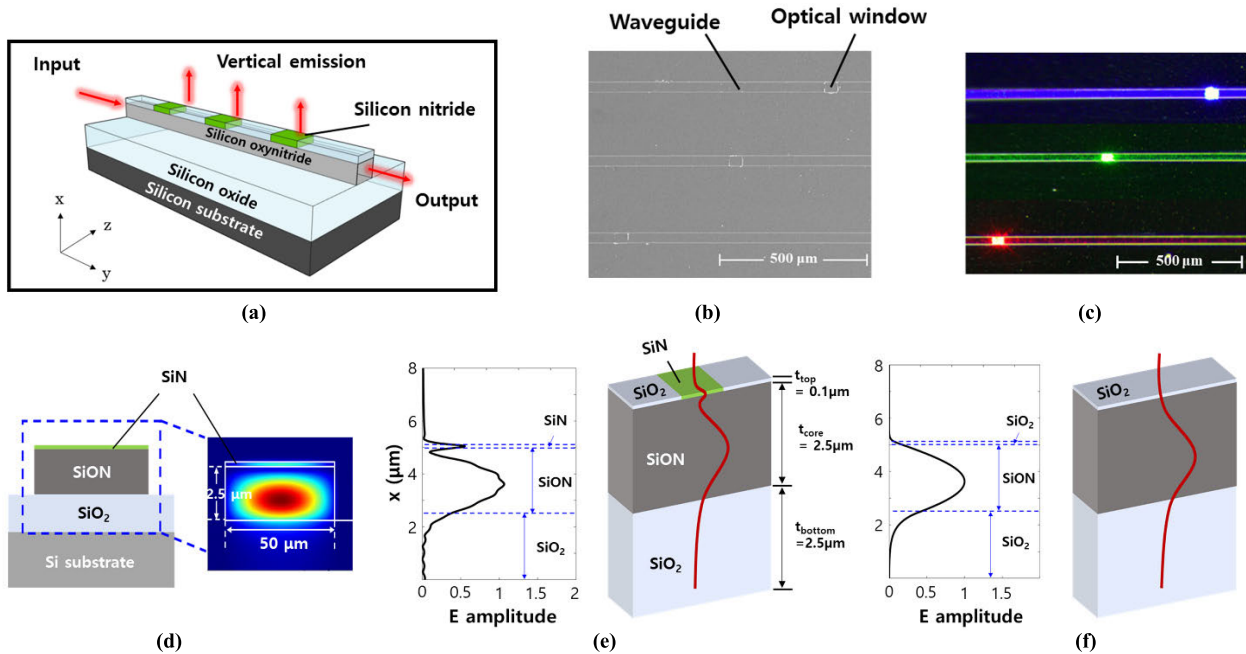 Input
Vertical emission
Silicon nitride
Silicon oxynitride
Silicon oxide
Silicon substrate
Output
x
z
y
(a)
Waveguide
Optical window
500 μm
(b)
500 μm
(c)
SiN
SiON
SiO2
Si substrate
2.5 μm
50 μm
(d)
8
6
4
2
x (μm)
0
0.5
1
1.5
2
E amplitude
SiN
SiON
SiO2
SiN
SiO2
SiON
SiO2
ttop
= 0.1μm
tcore
= 2.5μm
tbottom
=2.5μm
(e)
8
6
4
2
0
0.5
1
1.5
2
E amplitude
SiO2
SiON
SiO2
SiO2
SiON
SiO2
(f)